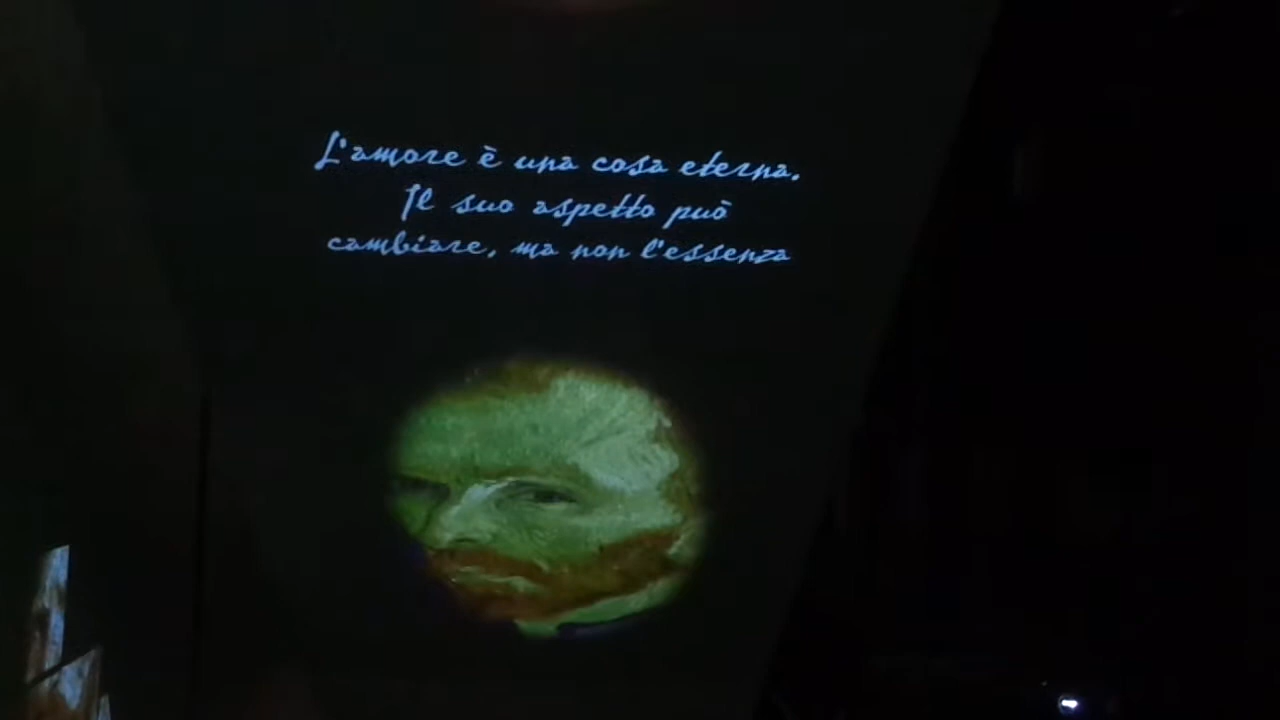 L'amore è una cosa eterna.
Il suo aspetto può
cambiare, ma non l'essenza